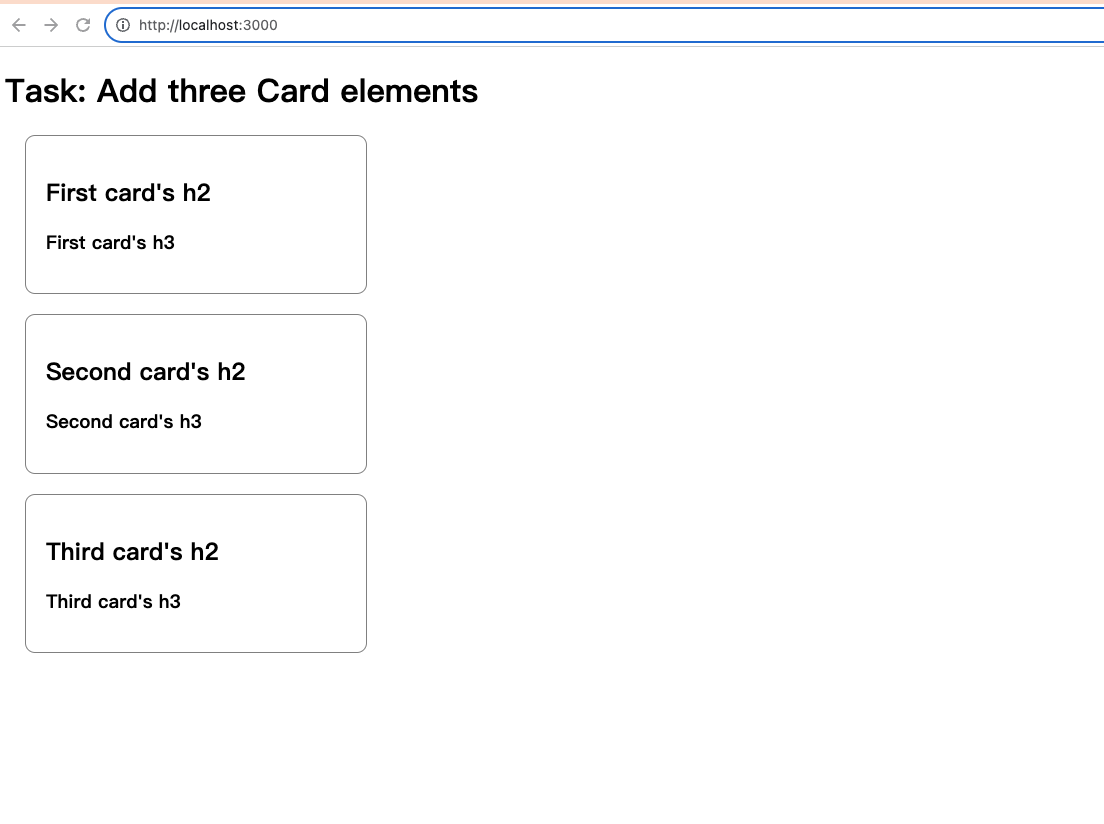 http://localhost:3000
Task: Add three Card elements
First card's h2
First card's h3
Second card's h2
Second card's h3
Third card's h2
Third card's h3